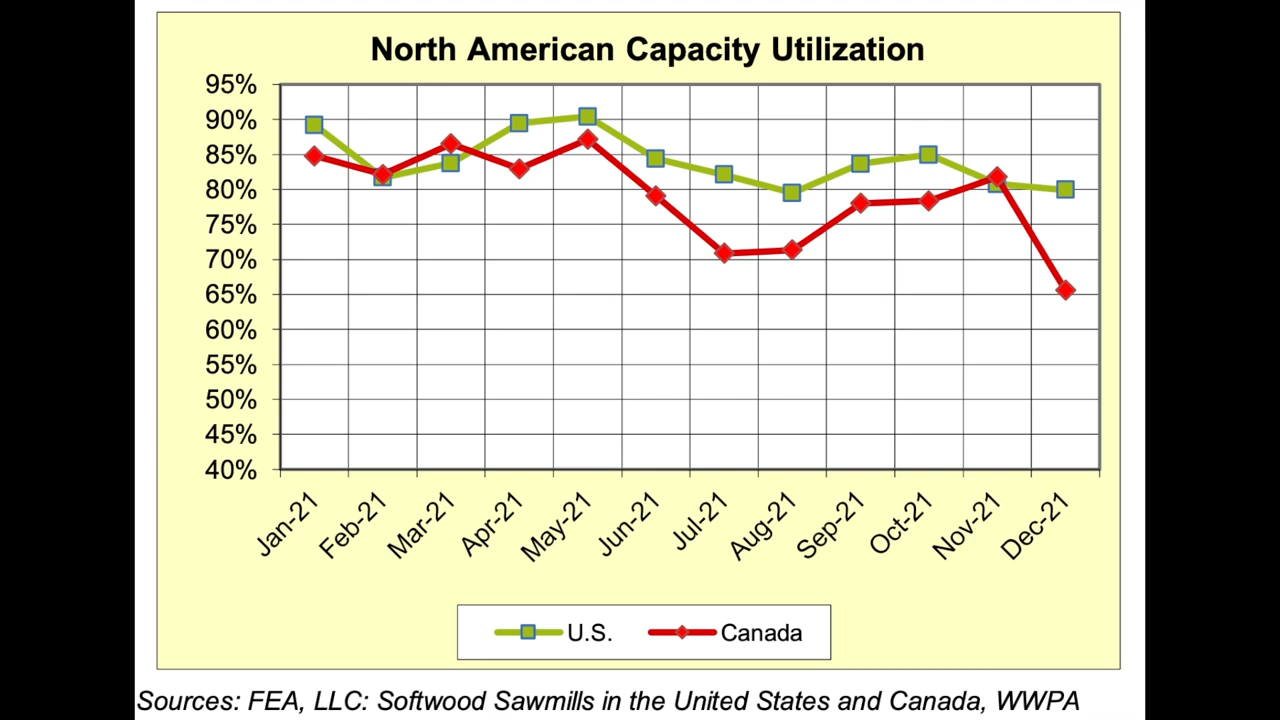 North American Capacity Utilization
95%
90%
85%
80%
75%
70%
65%
60%
55%
50%
45%
40%
Jan-21
Feb-21
Mar-21
Apr-21
May-21
Jun-21
Jul-21
Aug-21
Sep-21
Oct-21
Nov-21
Dec-21
U.S.
Canada
Sources: FEA, LLC: Softwood Sawmills in the United States and Canada, WWPA